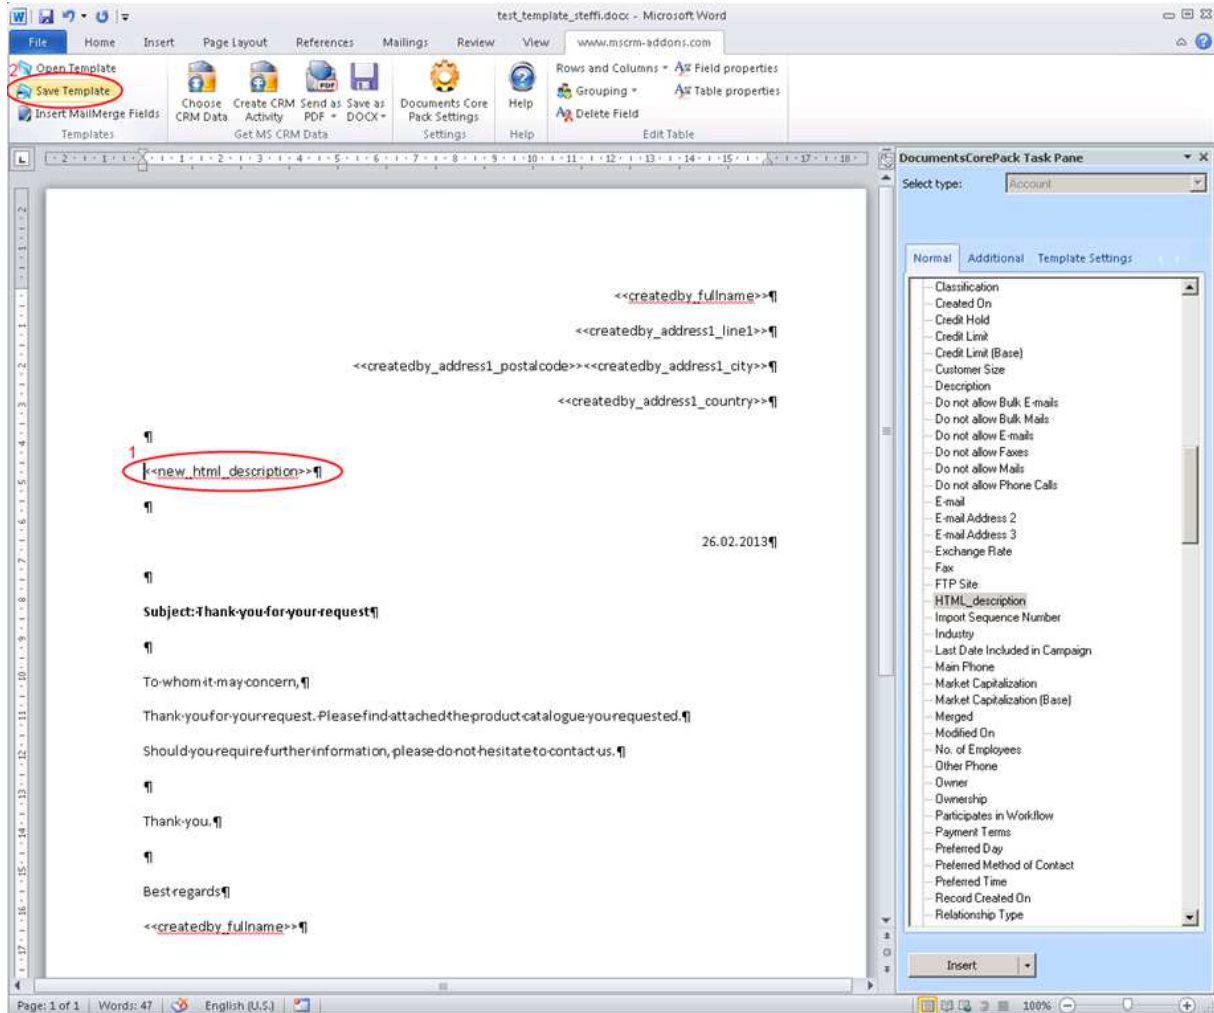 test_template_steffi.docx - Microsoft Word
File Home Insert Page Layout References Mailings Review View www.mscrm-addons.com
2
Open Template
Save Template
Insert MailMerge Fields
Templates
Choose CRM Data
Create CRM Activity
Send as PDF
Save as DOCX
Get MS CRM Data
Documents Core Pack Settings
Settings
Help
Help
Rows and Columns
Grouping
Delete Field
Field properties
Table properties
Edit Table
DocumentsCorePack Task Pane
Select type: Account
Normal Additional Template Settings
<<createdby_fullname>>¶
<<createdby_address1_line1>>¶
<<createdby_address1_postalcode>><<createdby_address1_city>>¶
<<createdby_address1_country>>¶
¶
1
<<new_html_description>>¶
¶
26.02.2013¶
¶
Subject:·Thank·you·for·your·request¶
¶
To·whom·it·may·concern,¶
Thank·you·for·your·request.·Please·find·attached·the·product·catalogue·you·requested.¶
Should·you·require·further·information,·please·do·not·hesitate·to·contact·us.¶
¶
Thank·you.¶
¶
Best·regards¶
<<createdby_fullname>>¶
Classification
Created On
Credit Hold
Credit Limit
Credit Limit (Base)
Customer Size
Description
Do not allow Bulk E-mails
Do not allow Bulk Mails
Do not allow E-mails
Do not allow Faxes
Do not allow Mails
Do not allow Phone Calls
E-mail
E-mail Address 2
E-mail Address 3
Exchange Rate
Fax
FTP Site
HTML_description
Import Sequence Number
Industry
Last Date Included in Campaign
Main Phone
Market Capitalization
Market Capitalization (Base)
Merged
Modified On
No. of Employees
Other Phone
Owner
Ownership
Participates in Workflow
Payment Terms
Preferred Day
Preferred Method of Contact
Preferred Time
Record Created On
Relationship Type
Insert
Page: 1 of 1 Words: 47 English (U.S.) 100%